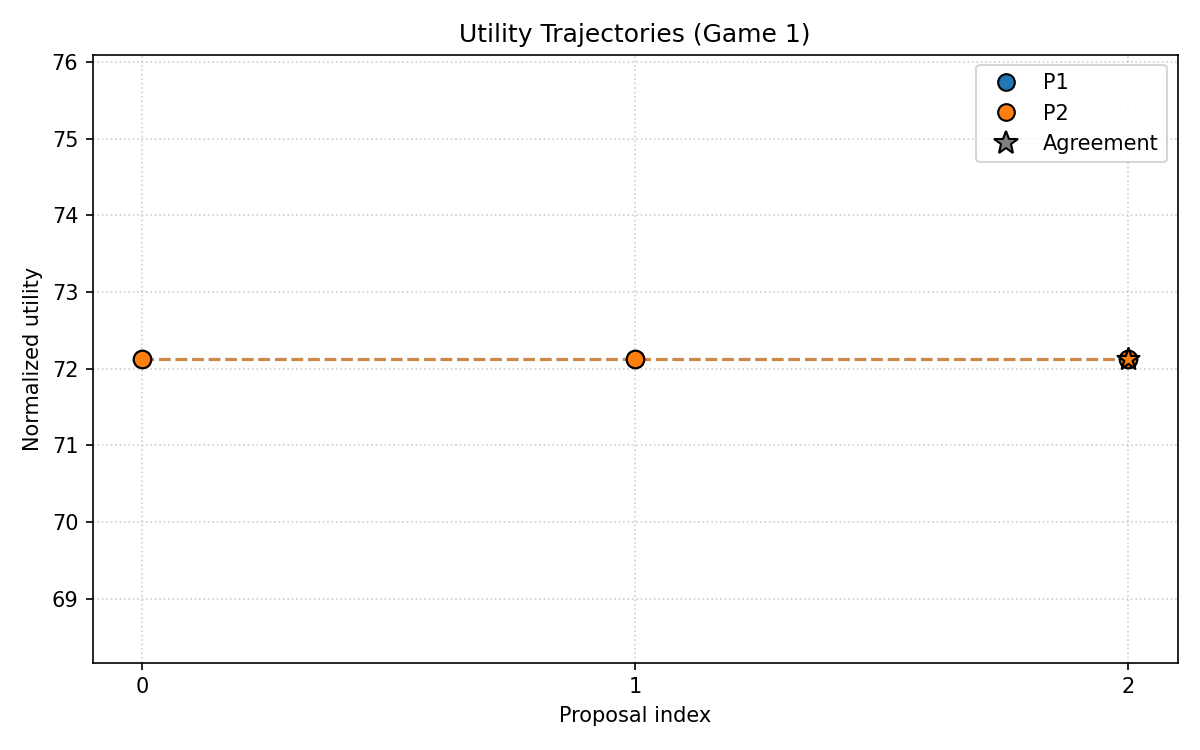 Utility Trajectories (Game 1)
76
75
74
73
72
71
70
69
Normalized utility
P1
P2
Agreement
0
1
2
Proposal index